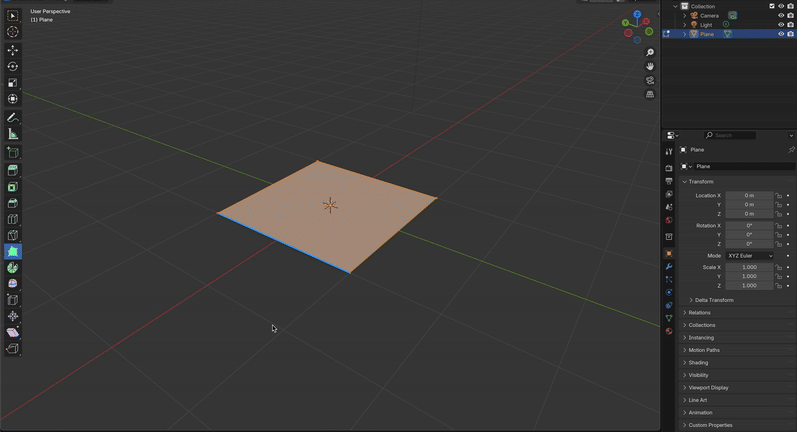 User Perspective
(1) Plane
Collection
Camera
Light
Plane
Search
Plane
Plane
Transform
Location X 0 m
Y 0 m
Z 0 m
Rotation X 0°
Y 0°
Z 0°
Mode XYZ Euler
Scale X 1.000
Y 1.000
Z 1.000
Delta Transform
Relations
Collections
Instancing
Motion Paths
Shading
Visibility
Viewport Display
Line Art
Animation
Custom Properties